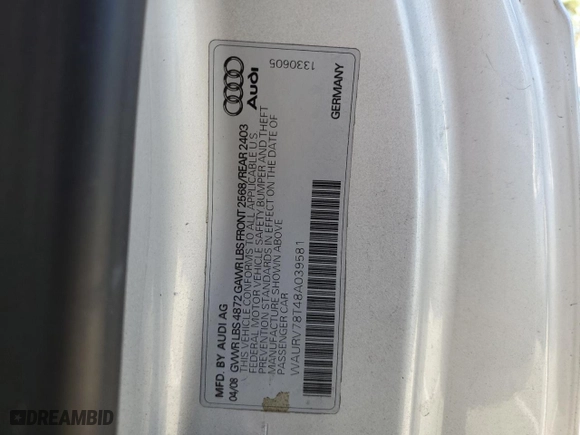 MFD. BY AUDI AG
04/08 GVWR LBS 4872 GAWR LBS FRONT 2568/REAR 2403
THIS VEHICLE CONFORMS TO ALL APPLICABLE U.S.
FEDERAL MOTOR VEHICLE SAFETY BUMPER AND THEFT
PREVENTION STANDARDS IN EFFECT ON THE DATE OF
MANUFACTURE SHOWN ABOVE
PASSENGER CAR
WAURV78T48A039581
Audi
1330605
GERMANY
DREAMBID